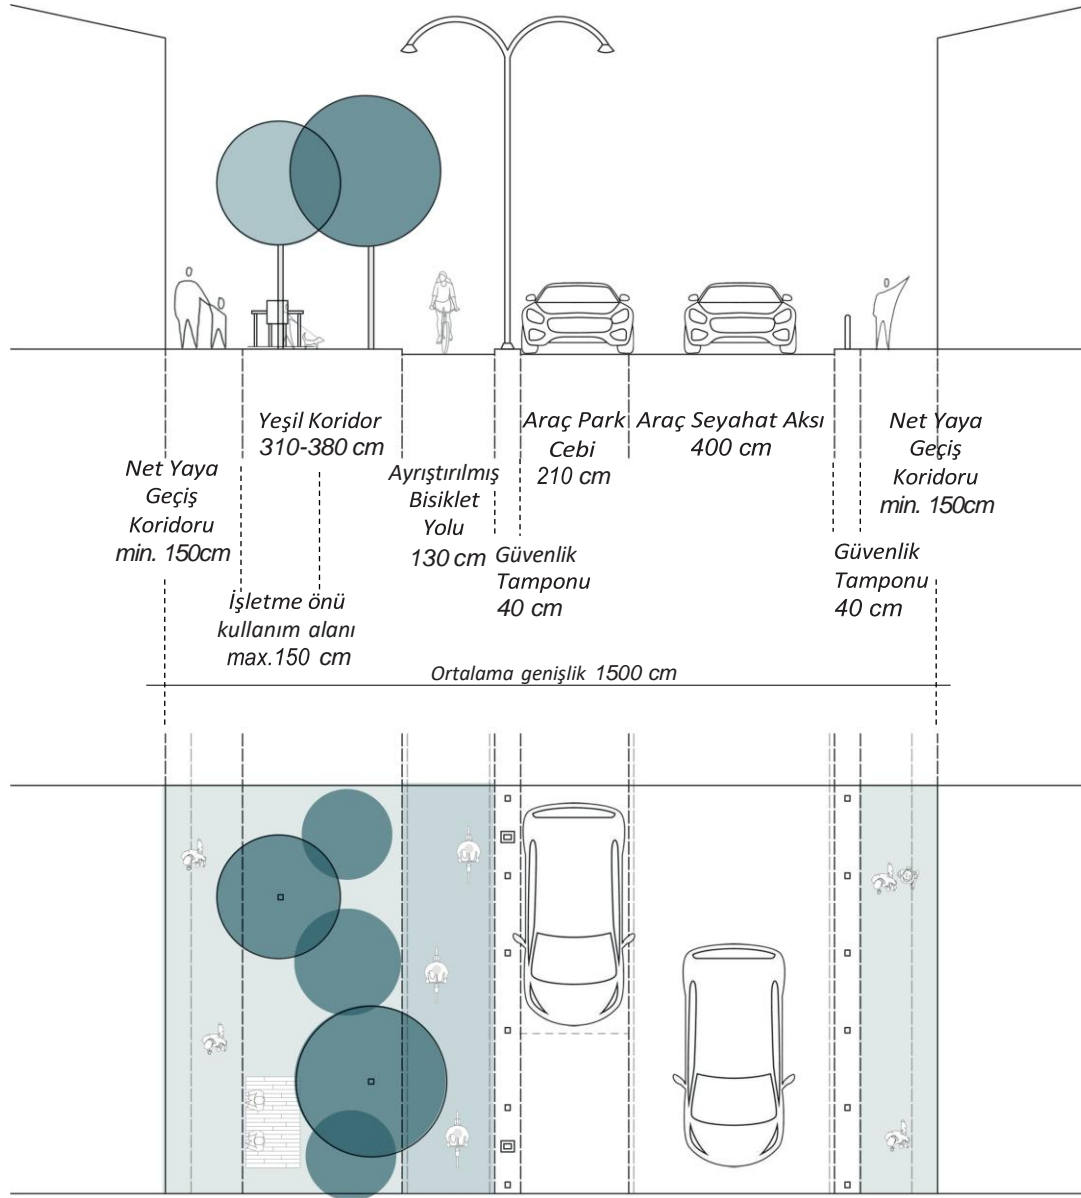 Yeşil Koridor
310-380 cm
Araç Park
Cebi
210 cm
Araç Seyahat Aksı
400 cm
Net Yaya
Geçiş
Koridoru
min. 150cm
Net Yaya
Geçiş
Koridoru
min. 150cm
Ayrıştırılmış
Bisiklet
Yolu
130 cm
Güvenlik
Tamponu
40 cm
Güvenlik
Tamponu
40 cm
İşletme önü
kullanım alanı
max.150 cm
Ortalama genişlik 1500 cm